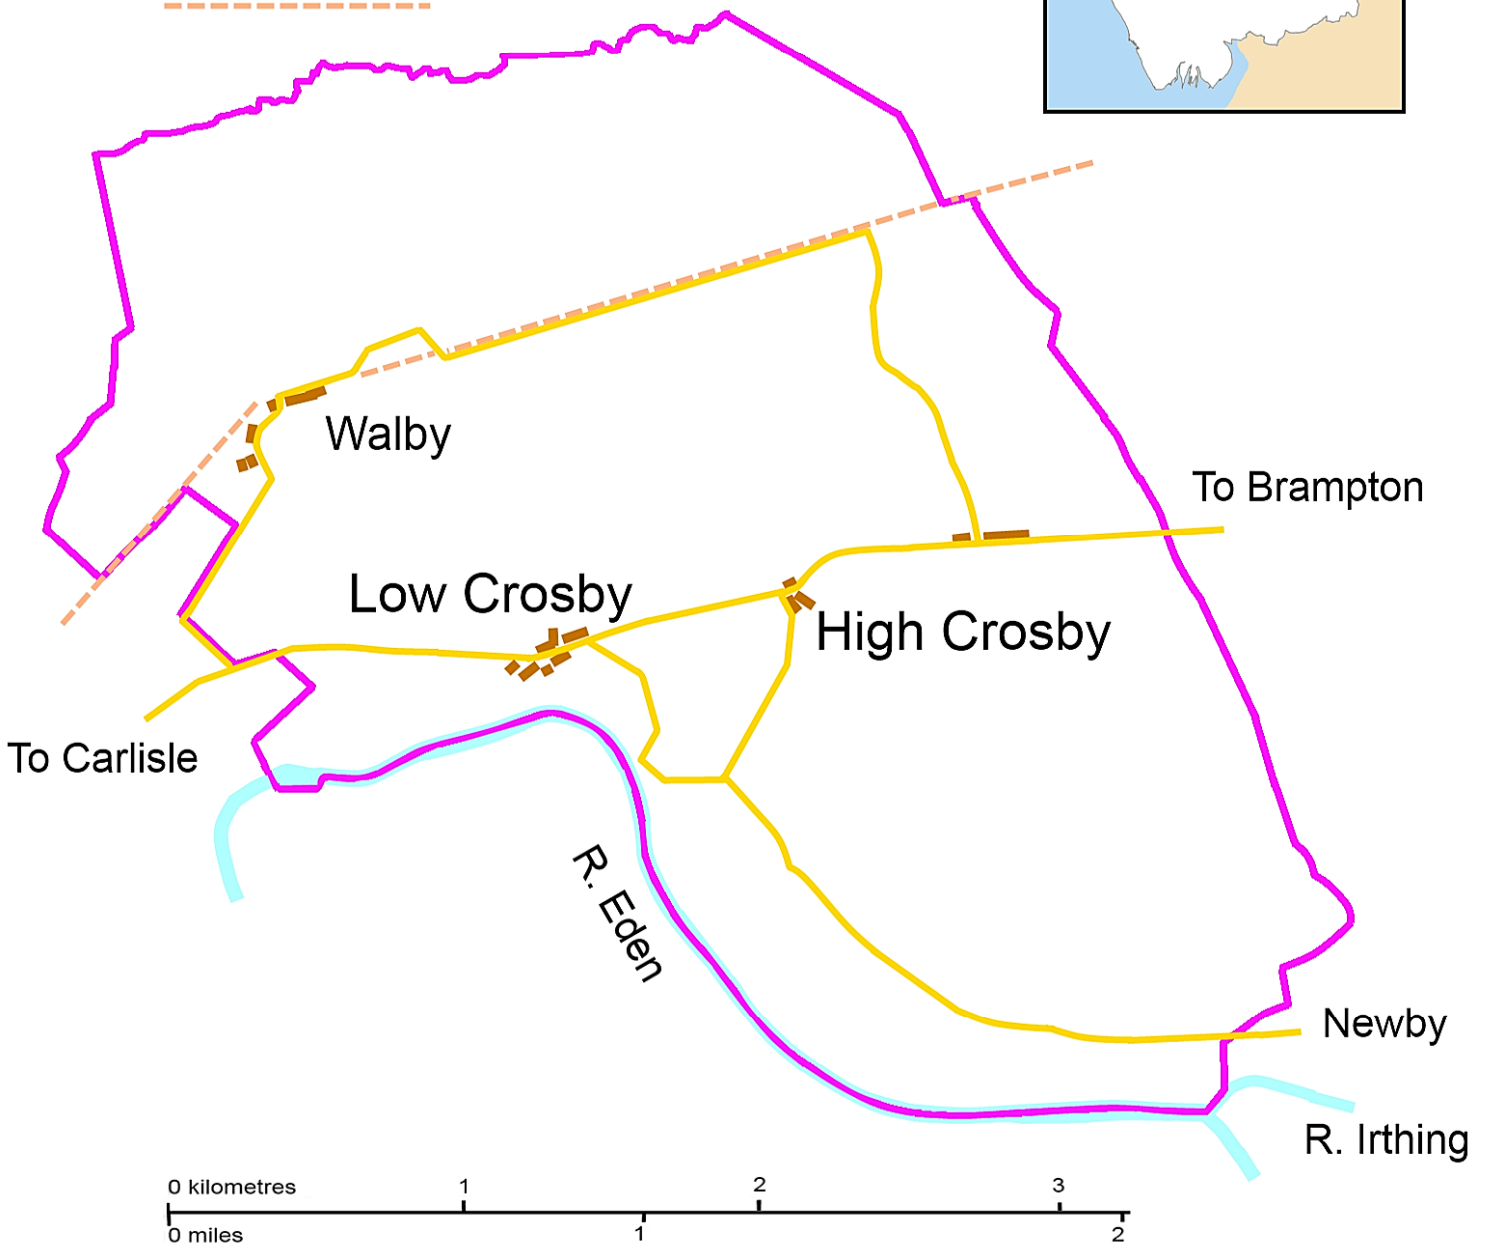 Walby
To Brampton
Low Crosby
High Crosby
To Carlisle
R. Eden
Newby
R. Irthing
0 kilometres 1 2 3
0 miles 1 2